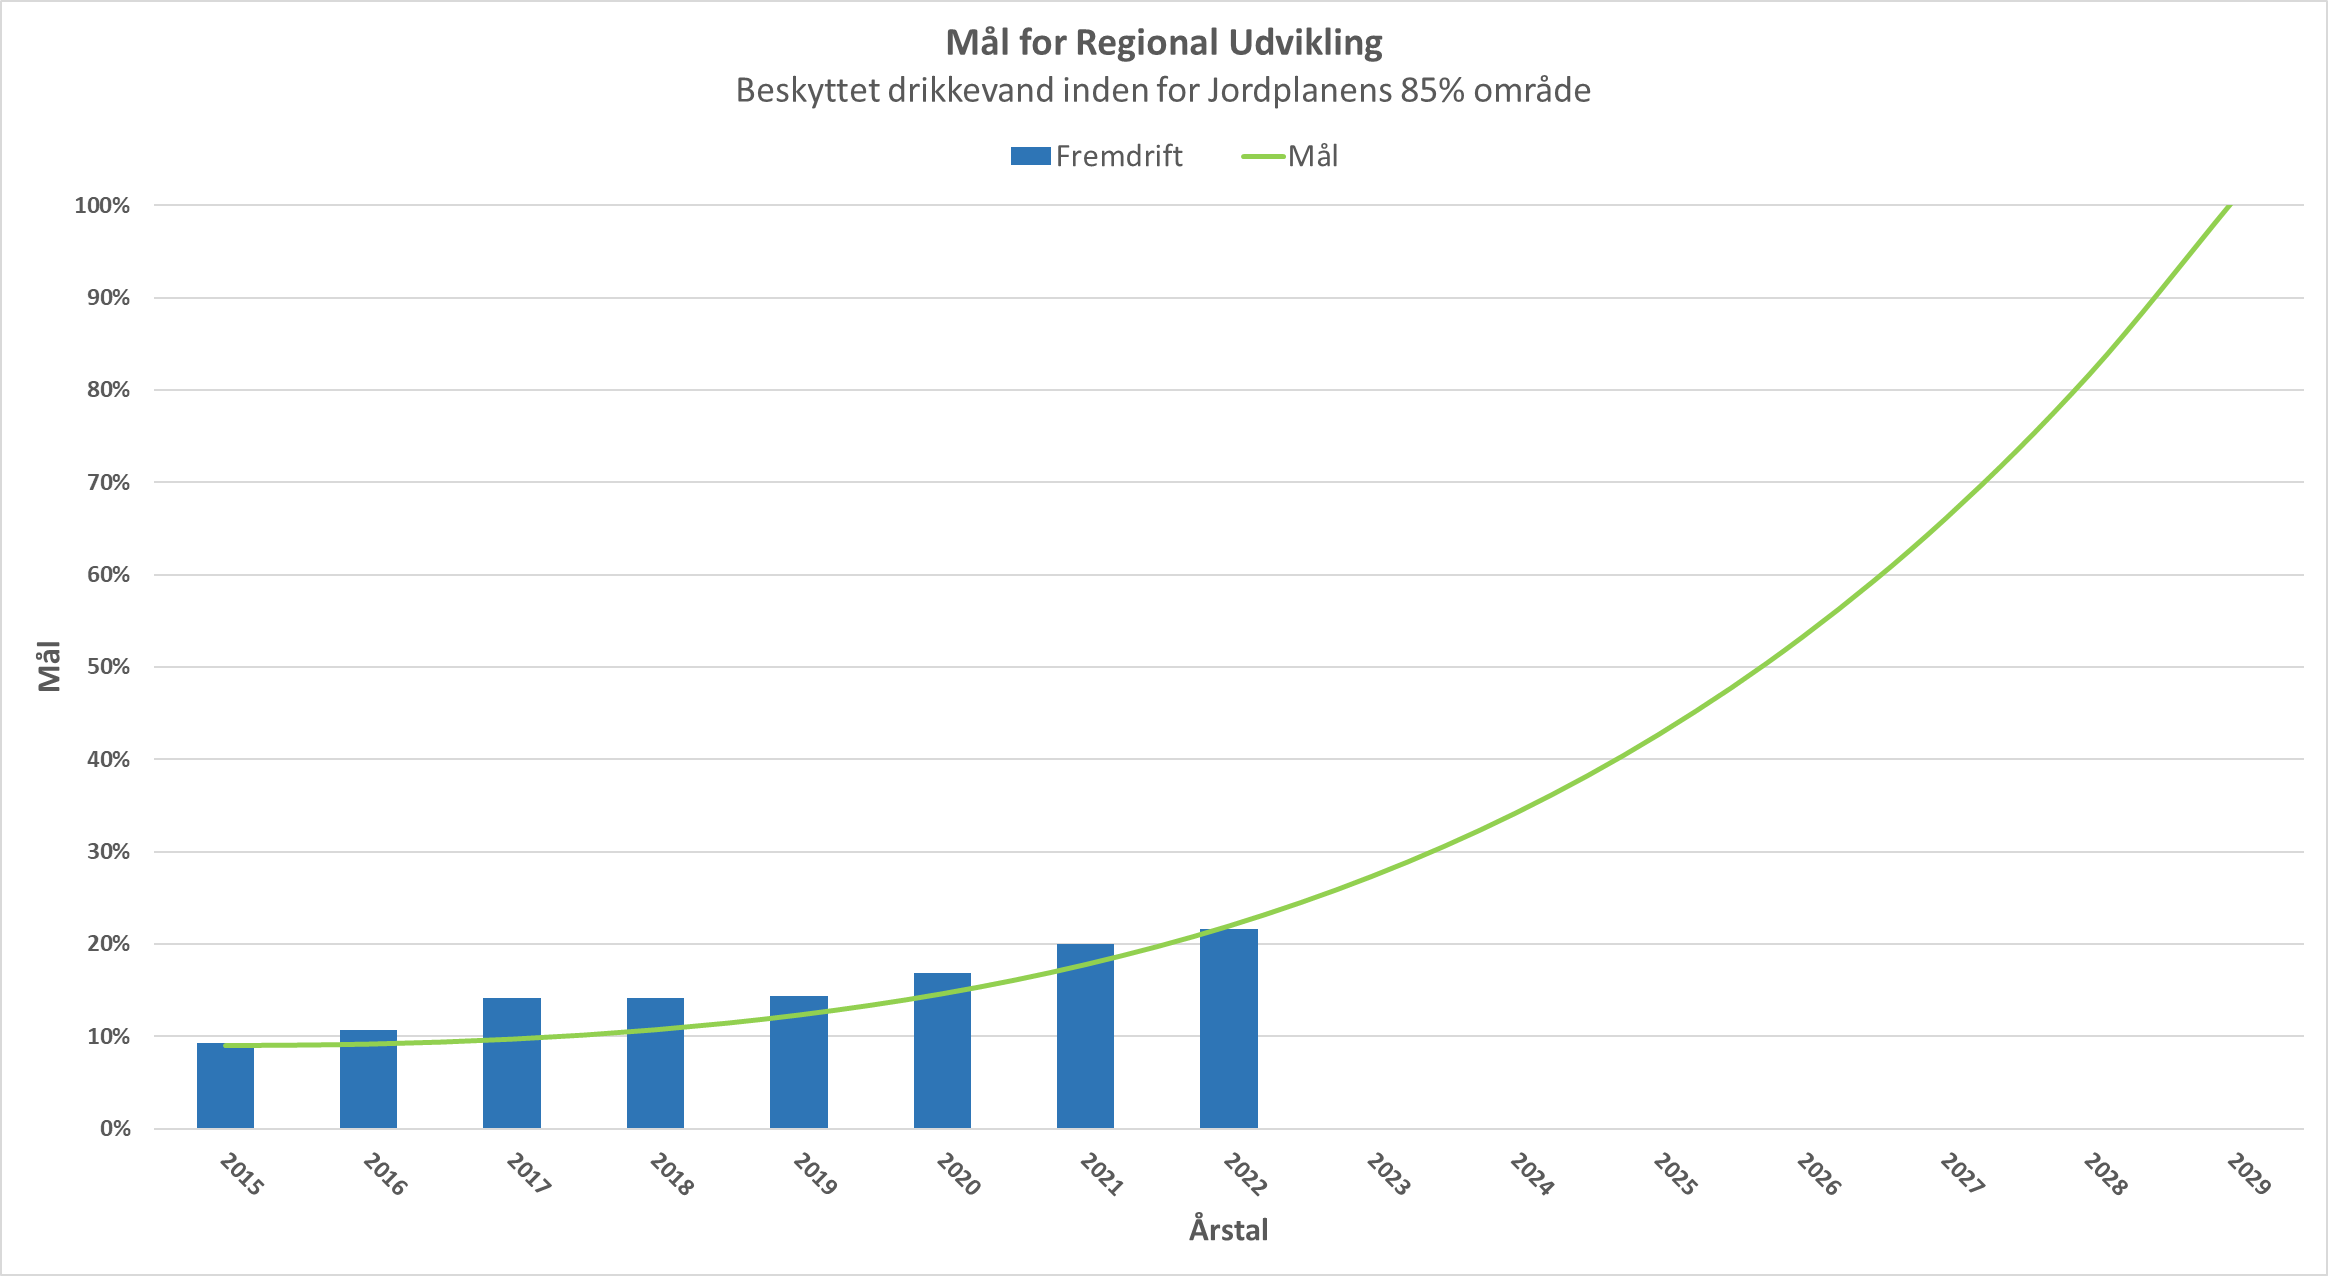 Mål for Regional Udvikling
Beskyttet drikkevand inden for Jordplanens 85% område
Fremdrift Mål
100%
90%
80%
70%
60%
50%
40%
30%
20%
10%
0%
Mål
2015 2016 2017 2018 2019 2020 2021 2022 2023 2024 2025 2026 2027 2028 2029
Årstal